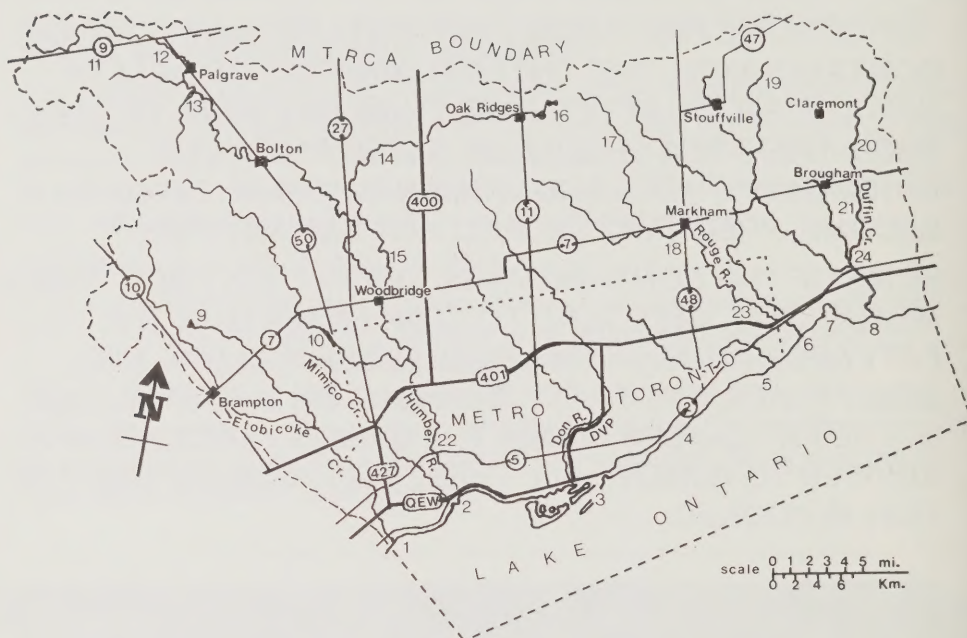 MTRCA BOUNDARY
9
11
12
Palgrave
13
27
Oak Ridges
16
17
47
19
Stouffville
Claremont
20
Bolton
14
400
11
Brougham
21
Duffin Cr.
Markham
7
18
Rouge R.
24
50
15
10
Woodbridge
48
23
7
8
9
7
10
6
Mimico Cr.
401
METRO TORONTO
5
Brampton
Etobicoke Cr.
Humber R.
22
Don R.
DVP
2
4
N
427
5
QEW
2
3
1
LAKE ONTARIO
scale 0 1 2 3 4 5 mi.
0 2 4 6 Km.